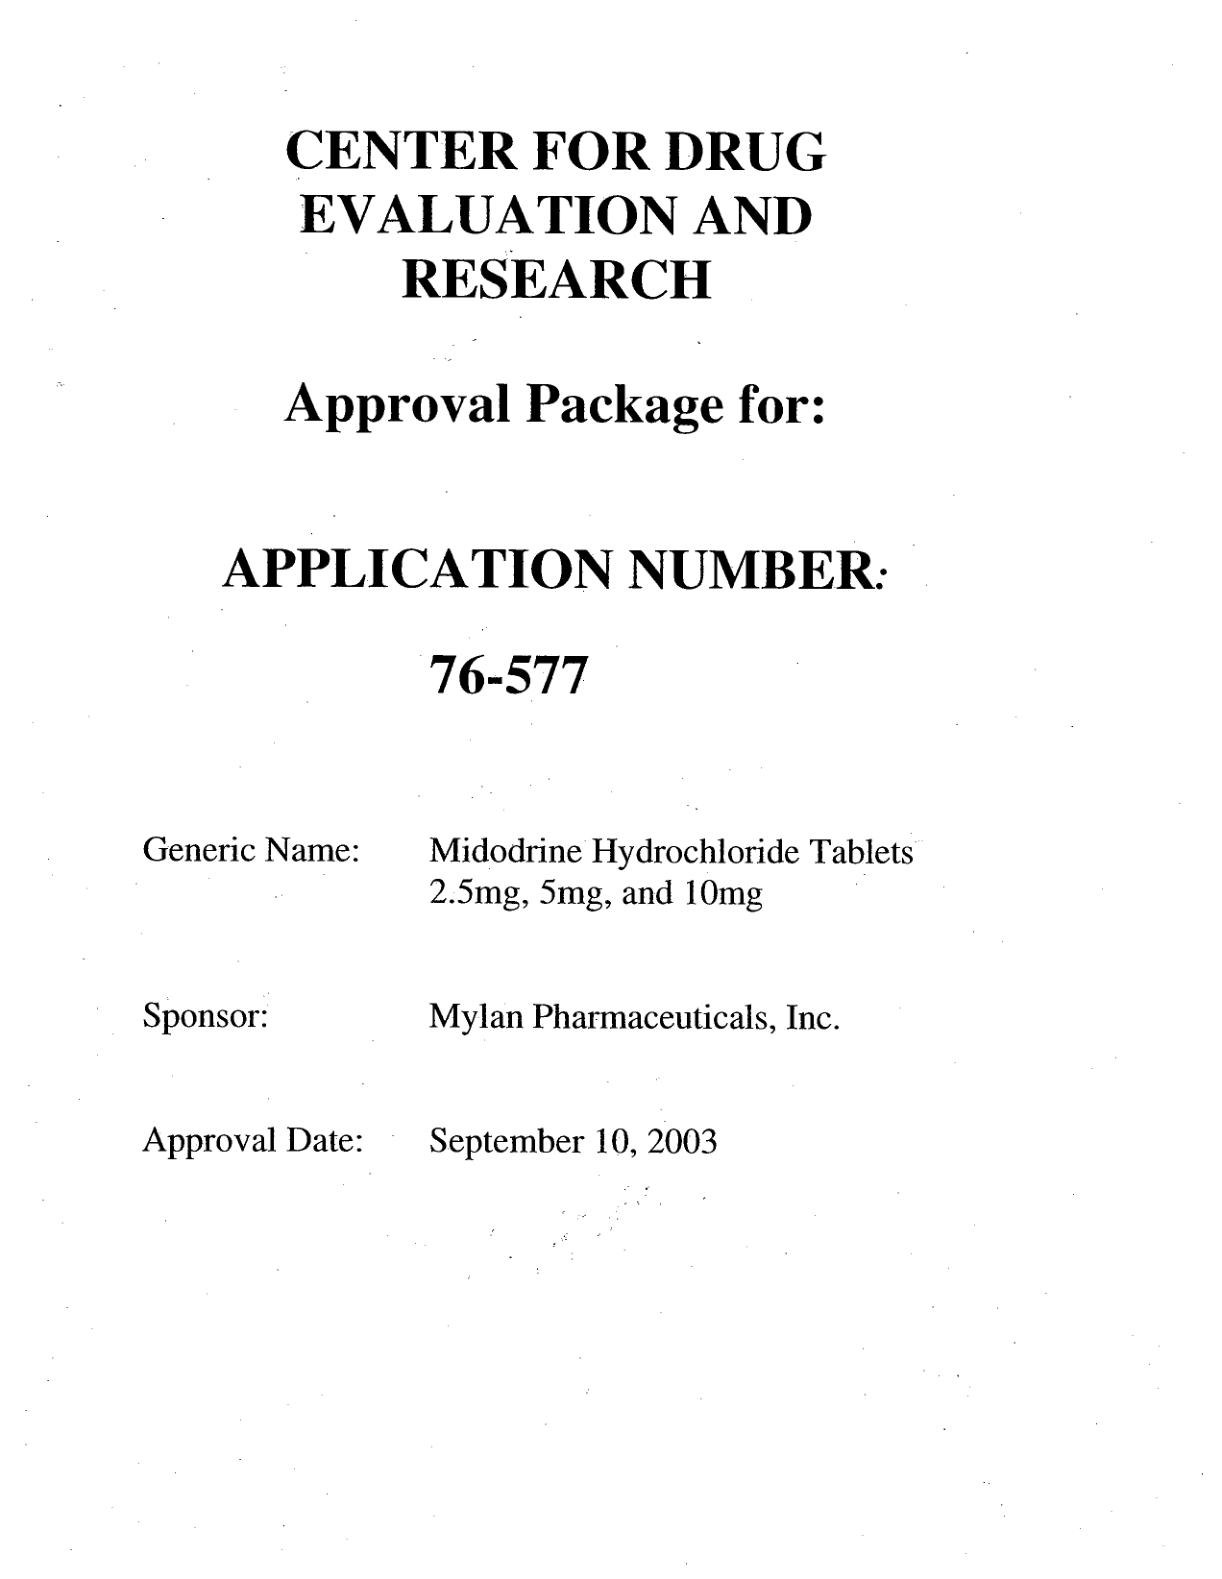 CENTER FOR DRUG
EVALUATION AND
RESEARCH
Approval Package for:
APPLICATION NUMBER:
76-577
Generic Name: Midodrine Hydrochloride Tablets
2.5mg, 5mg, and 10mg
Sponsor: Mylan Pharmaceuticals, Inc.
Approval Date: September 10, 2003